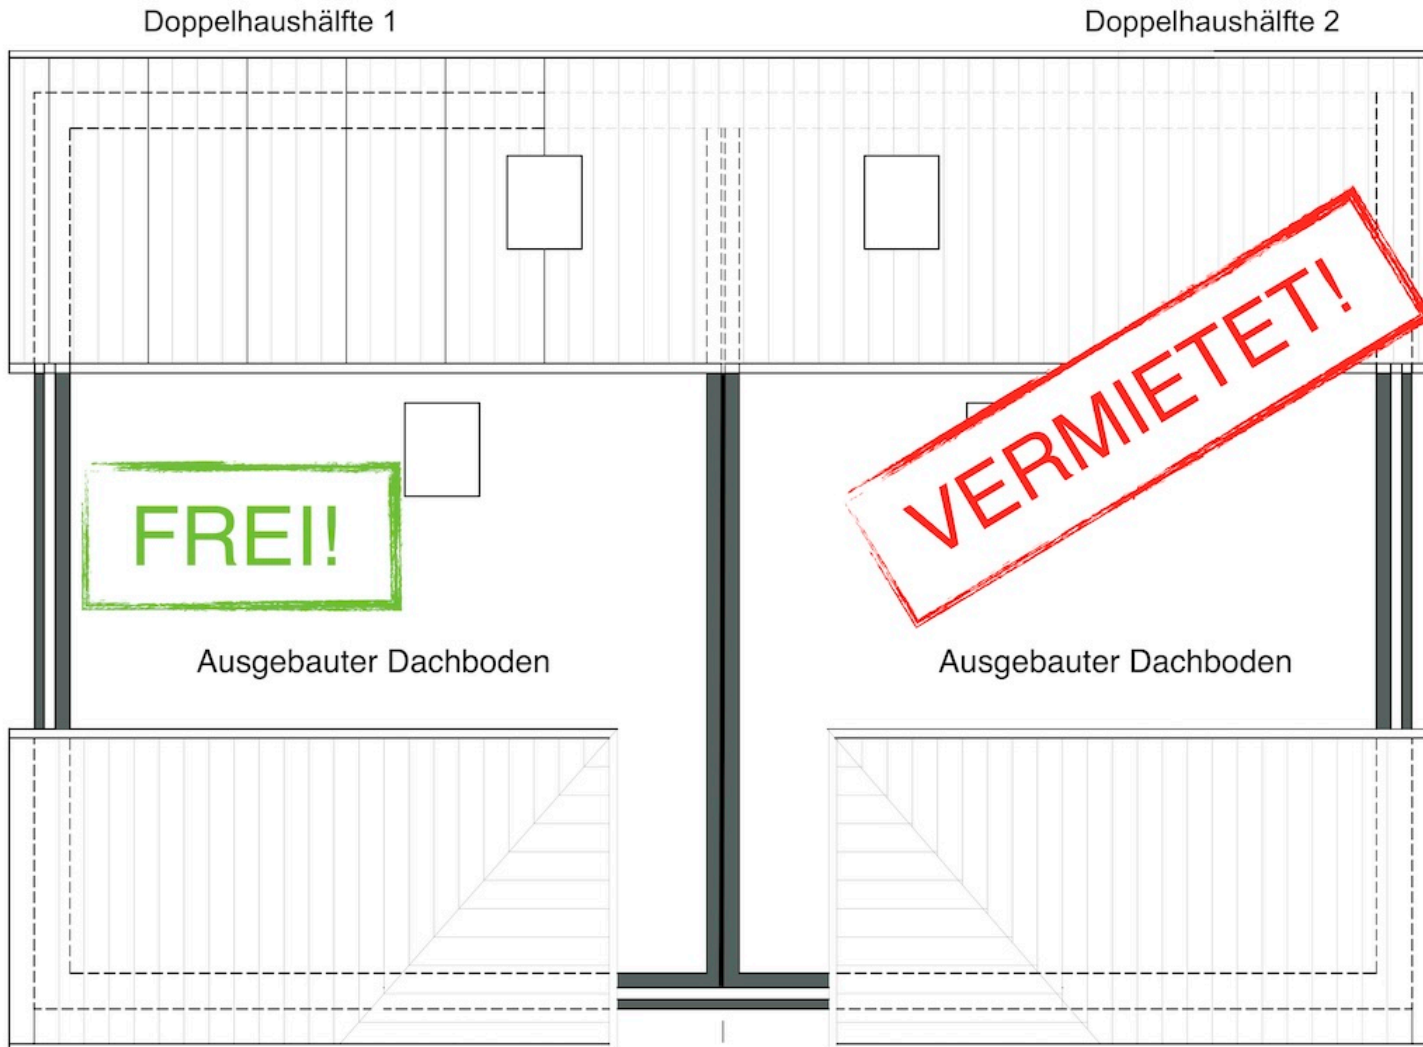 Doppelhaushälfte 1
Doppelhaushälfte 2
VERMIETET!
FREI!
Ausgebauter Dachboden
Ausgebauter Dachboden